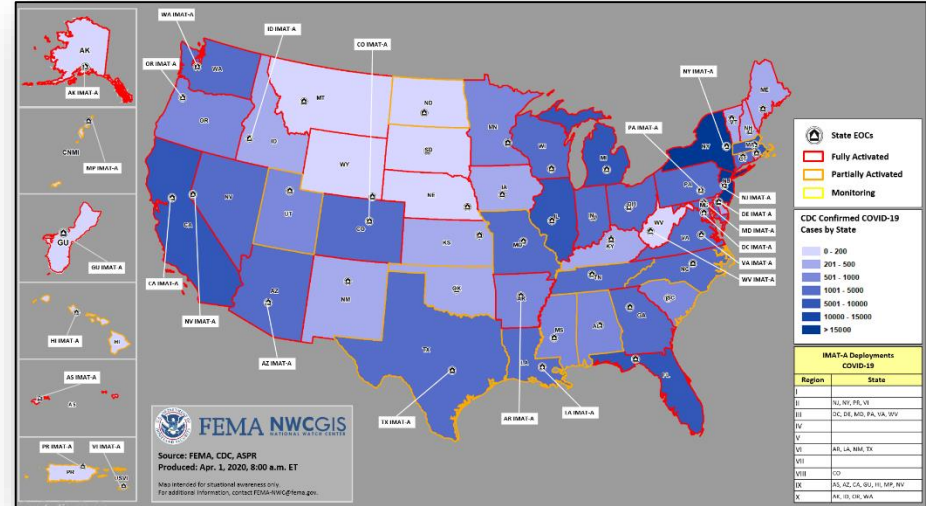 WA IMAT-A
ID IMAT-A
CO IMAT-A
NY IMAT-A
OR IMAT-A
PA IMAT-A
AK
AK IMAT-A
CNMI
MP IMAT-A
GU
GU IMAT-A
HI IMAT-A
HI
AS IMAT-A
AS
PR IMAT-A
VI IMAT-A
PR
USVI
WA
OR
ID
MT
WY
ND
SD
NE
KS
OK
TX
NM
AZ
UT
CO
NV
CA
MN
IA
MO
AR
LA
WI
IL
MI
IN
OH
KY
TN
MS
AL
GA
FL
SC
NC
VA
WV
PA
NY
VT
NH
ME
MA
CT
CA IMAT-A
NV IMAT-A
AZ IMAT-A
TX IMAT-A
AR IMAT-A
LA IMAT-A
NJ IMAT-A
DE IMAT-A
MD IMAT-A
DC IMAT-A
VA IMAT-A
WV IMAT-A
State EOCs
Fully Activated
Partially Activated
Monitoring
CDC Confirmed COVID-19
Cases by State
0 - 200
201 - 500
501 - 1000
1001 - 5000
5001 - 10000
10000 - 15000
> 15000
IMAT-A Deployments
COVID-19
Region State
I
II NJ, NY, PR, VI
III DC, DE, MD, PA, VA, WV
IV
V
VI AR, LA, NM, TX
VII
VIII CO
IX AS, AZ, CA, GU, HI, MP, NV
X AK, ID, OR, WA
FEMA NWCGIS
NATIONAL WATCH CENTER
Source: FEMA, CDC, ASPR
Produced: Apr. 1, 2020, 8:00 a.m. ET
Map intended for situational awareness only.
For additional information, contact FEMA-NWC@fema.gov.